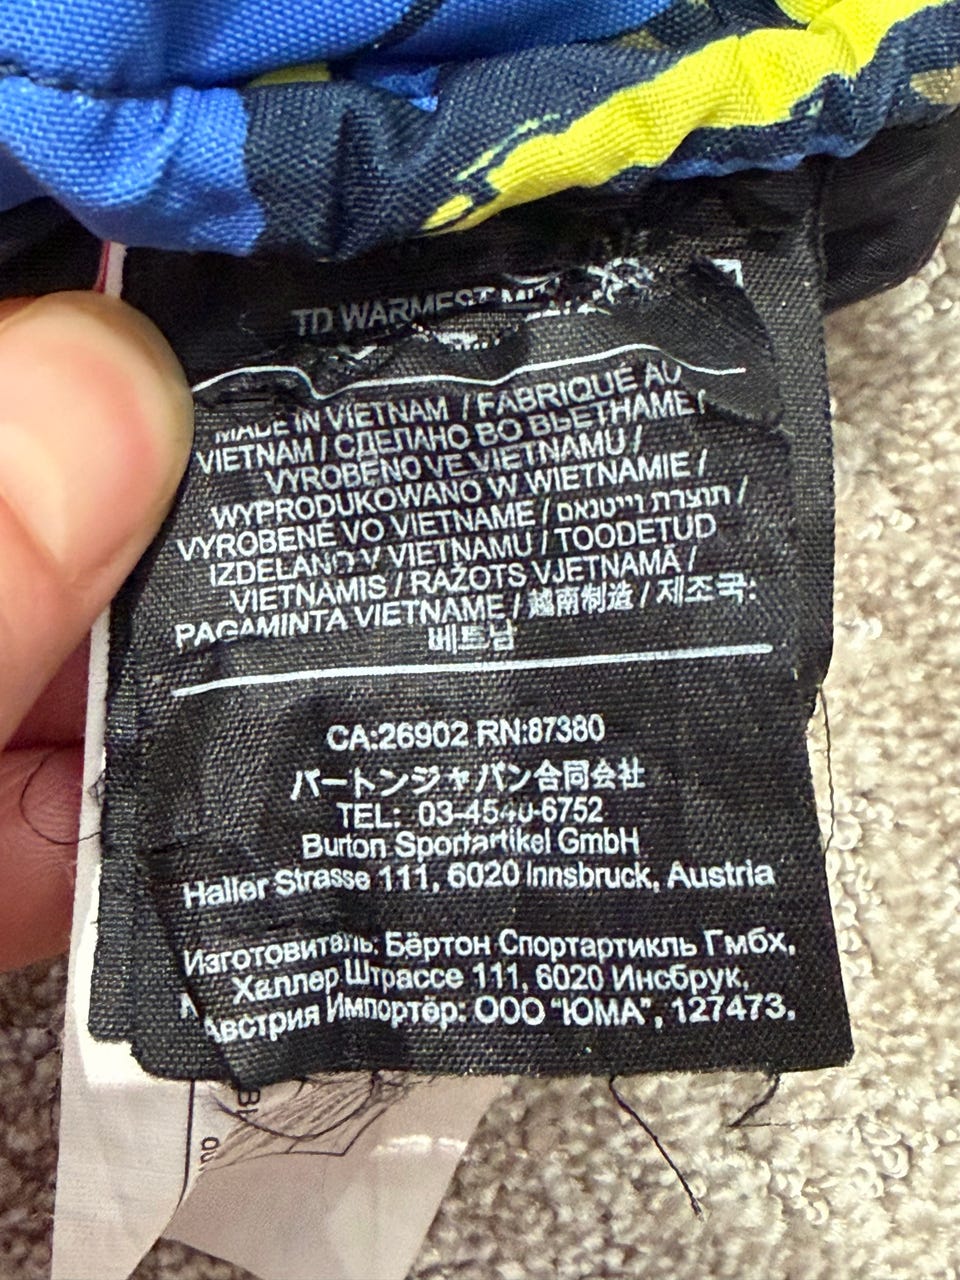 TD WARMEST
MADE IN VIETNAM / FABRIQUÉ AU
VIETNAM / СДЕЛАНО ВО ВЬЕТНАМЕ /
VYROBENO VE VIETNAMU /
WYPRODUKOWANO W WIETNAMIE /
VYROBENÉ VO VIETNAME / תוצרת וייטנאם /
IZDELANO V VIETNAMU / TOODETUD
VIETNAMIS / RAŽOTS VJETNAMĀ /
PAGAMINTA VIETNAME / 越南制造 / 제조국:
베트남
CA:26902 RN:87380
バートンジャパン合同会社
TEL: 03-4540-6752
Burton Sportartikel GmbH
Haller Strasse 111, 6020 Innsbruck, Austria
Изготовитель: Бёртон Спортартикль Гмбх,
Халлер Штрассе 111, 6020 Инсбрук,
Австрия Импортёр: ООО "ЮМА", 127473,